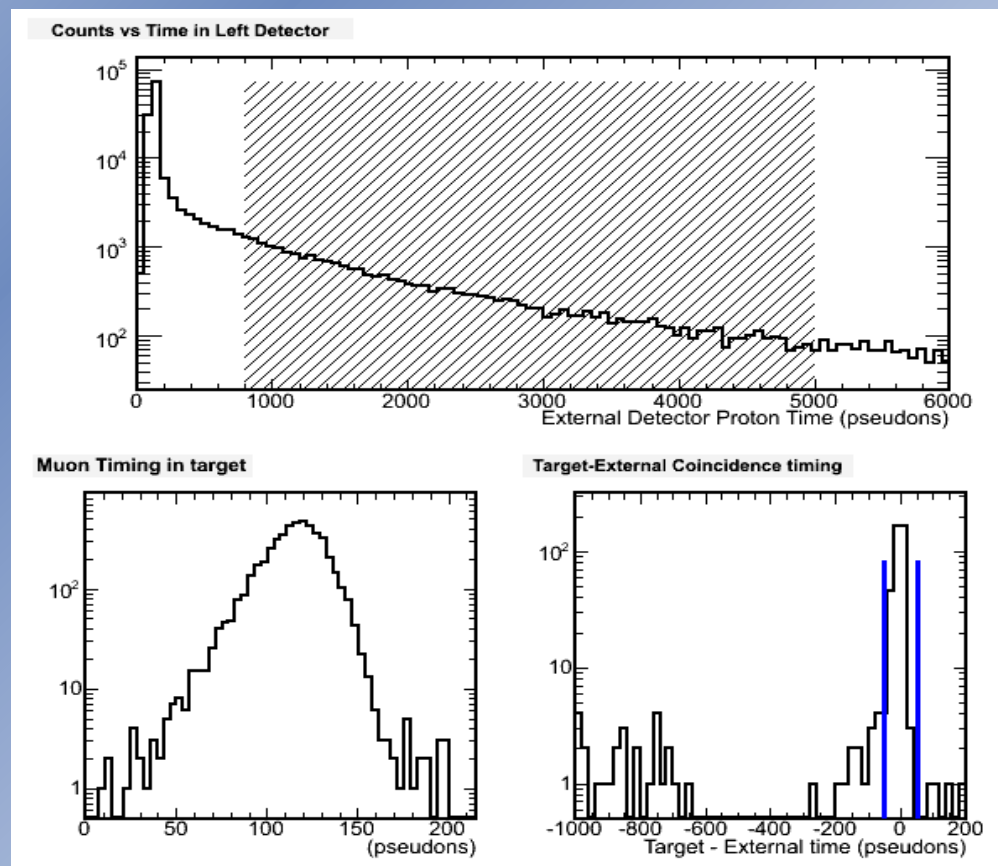 Counts vs Time in Left Detector
10^5
10^4
10^3
10^2
0 1000 2000 3000 4000 5000 6000
External Detector Proton Time (pseudons)
Muon Timing in target
10^2
10
1
0 50 100 150 200
(pseudons)
Target-External Coincidence timing
10^2
10
1
-1000 -800 -600 -400 -200 0 200
Target - External time (pseudons)